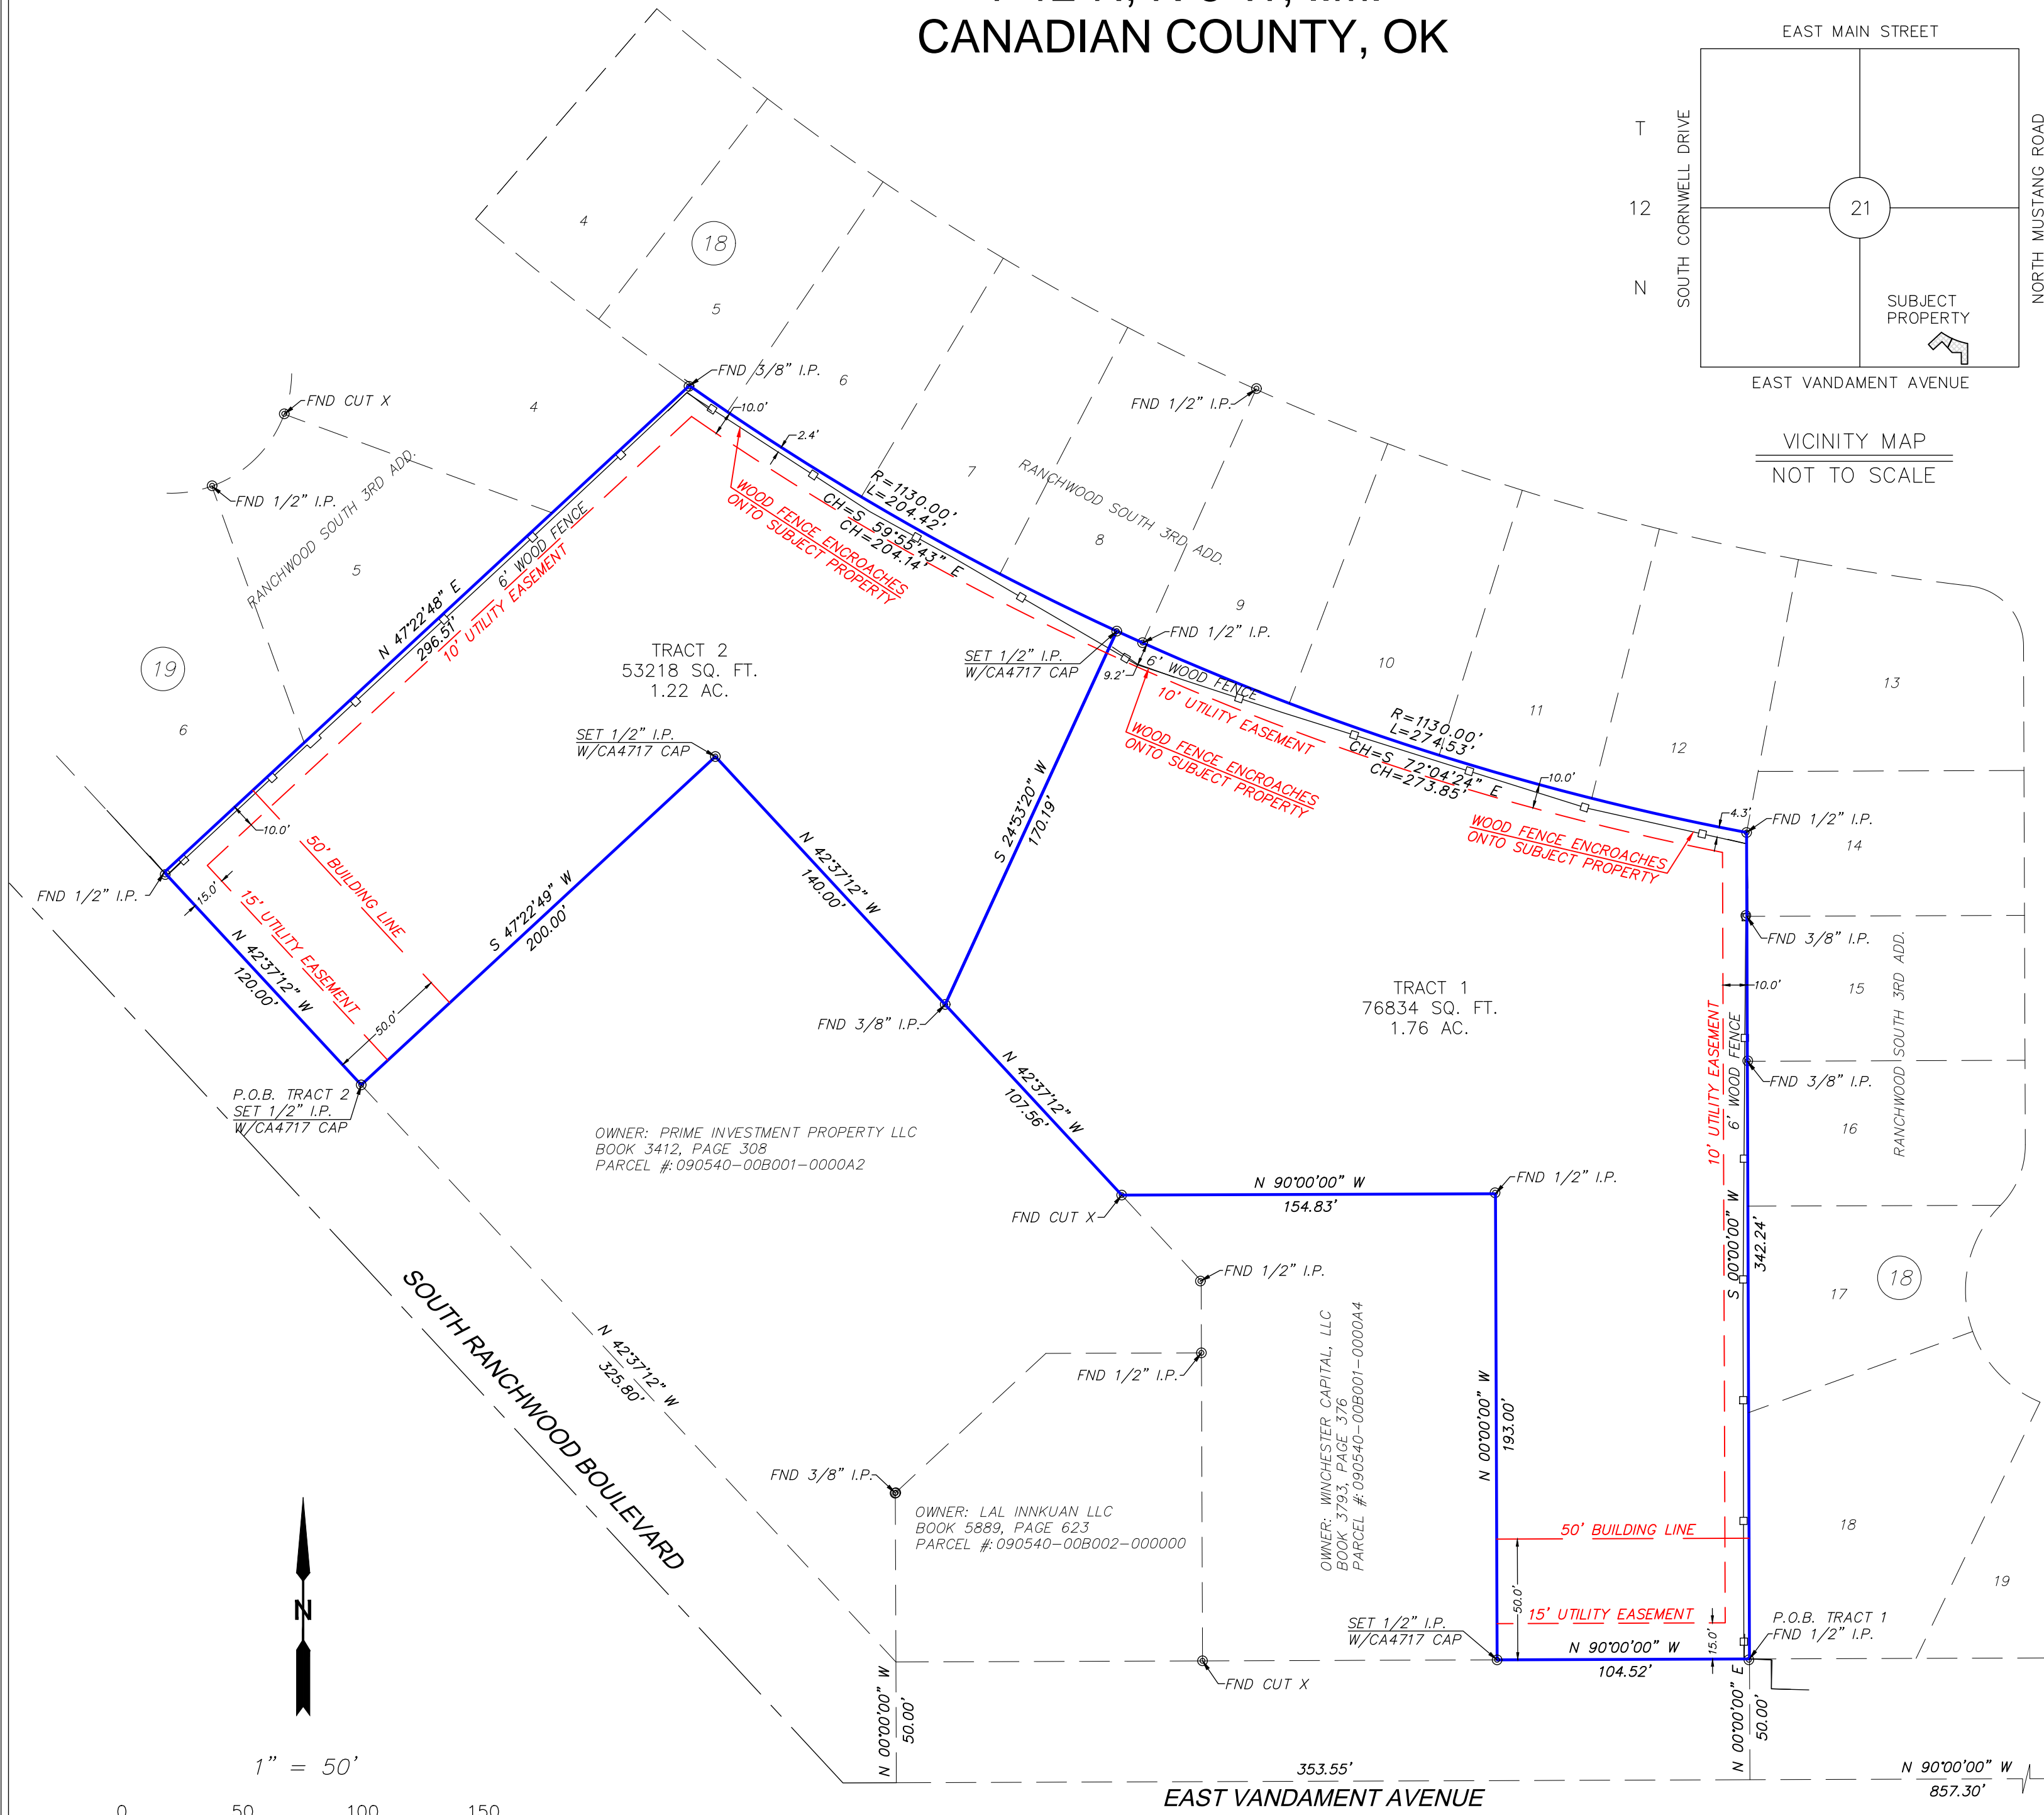 CANADIAN COUNTY, OK
EAST MAIN STREET
SOUTH CORNWELL DRIVE
NORTH MUSTANG ROAD
T
12
N
21
SUBJECT
PROPERTY
EAST VANDAMENT AVENUE
VICINITY MAP
NOT TO SCALE
4
18
5
6
7
8
9
10
11
12
13
14
15
16
17
18
18
19
RANCHWOOD SOUTH 3RD ADD.
RANCHWOOD SOUTH 3RD ADD.
FND 1/2" I.P.
FND 3/8" I.P.
FND CUT X
4
FND 1/2" I.P.
RANCHWOOD SOUTH 3RD ADD.
5
19
6
10.0'
2.4'
R=1130.00'
L=204.42'
CH=S 59°55'43" E
CH=204.14'
WOOD FENCE ENCROACHES
ONTO SUBJECT PROPERTY
N 47°22'48" E
296.51'
6' WOOD FENCE
10' UTILITY EASEMENT
TRACT 2
53218 SQ. FT.
1.22 AC.
SET 1/2" I.P.
W/CA4717 CAP
FND 1/2" I.P.
9.2'
6' WOOD FENCE
10' UTILITY EASEMENT
WOOD FENCE ENCROACHES
ONTO SUBJECT PROPERTY
R=1130.00'
L=274.53'
CH=S 72°04'24" E
CH=273.85'
10.0'
WOOD FENCE ENCROACHES
ONTO SUBJECT PROPERTY
4.3'
FND 1/2" I.P.
SET 1/2" I.P.
W/CA4717 CAP
S 24°53'20" W
170.19'
N 42°37'12" W
140.00'
S 47°22'49" W
200.00'
50' BUILDING LINE
10.0'
15.0'
15' UTILITY EASEMENT
FND 1/2" I.P.
N 42°37'12" W
120.00'
50.0'
P.O.B. TRACT 2
SET 1/2" I.P.
W/CA4717 CAP
FND 3/8" I.P.
TRACT 1
76834 SQ. FT.
1.76 AC.
FND 3/8" I.P.
10.0'
FND 3/8" I.P.
10' UTILITY EASEMENT
6' WOOD FENCE
S 00°00'00" W
342.24'
N 42°37'12" W
107.56'
OWNER: PRIME INVESTMENT PROPERTY LLC
BOOK 3412, PAGE 308
PARCEL #: 090540-00B001-0000A2
N 90°00'00" W
154.83'
FND 1/2" I.P.
FND CUT X
FND 1/2" I.P.
FND 1/2" I.P.
OWNER: WINCHESTER CAPITAL, LLC
BOOK 3793, PAGE 376
PARCEL #: 090540-00B001-0000A4
N 00°00'00" W
193.00'
SOUTH RANCHWOOD BOULEVARD
N 42°37'12" W
325.80'
FND 3/8" I.P.
OWNER: LAL INNKUAN LLC
BOOK 5889, PAGE 623
PARCEL #: 090540-00B002-000000
50' BUILDING LINE
50.0'
15' UTILITY EASEMENT
15.0'
SET 1/2" I.P.
W/CA4717 CAP
N 90°00'00" W
104.52'
P.O.B. TRACT 1
FND 1/2" I.P.
FND CUT X
N 00°00'00" W
50.00'
N 00°00'00" E
50.00'
353.55'
EAST VANDAMENT AVENUE
N 90°00'00" W
857.30'
N
1" = 50'
0 50 100 150